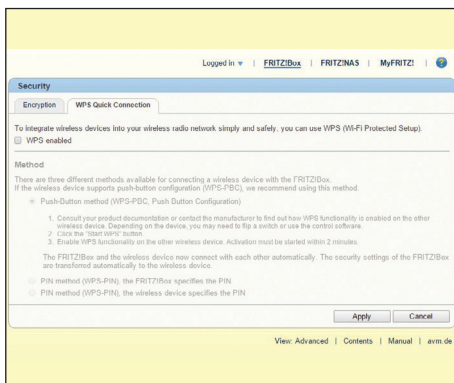 Logged in | FRITZ!Box | FRITZ!NAS | MyFRITZ! | ?
Security
Encryption WPS Quick Connection
To integrate wireless devices into your wireless radio network simply and safely, you can use WPS (Wi-Fi Protected Setup).
WPS enabled
Method
There are three different methods available for connecting a wireless device with the FRITZ!Box.
If the wireless device supports push-button configuration (WPS-PBC), we recommend using this method.
Push-Button method (WPS-PBC, Push Button Configuration)
1. Consult your product documentation or contact the manufacturer to find out how WPS functionality is enabled on the other
wireless device. Depending on the device, you may need to flip a switch or use the control software.
2. Click the "Start WPS" button.
3. Enable WPS functionality on the other wireless device. Activation must be started within 2 minutes.
The FRITZ!Box and the wireless device now connect with each other automatically. The security settings of the FRITZ!Box
are transferred automatically to the wireless device.
PIN method (WPS-PIN), the FRITZ!Box specifies the PIN
PIN method (WPS-PIN), the wireless device specifies the PIN
Apply Cancel
View: Advanced | Contents | Manual | avm.de